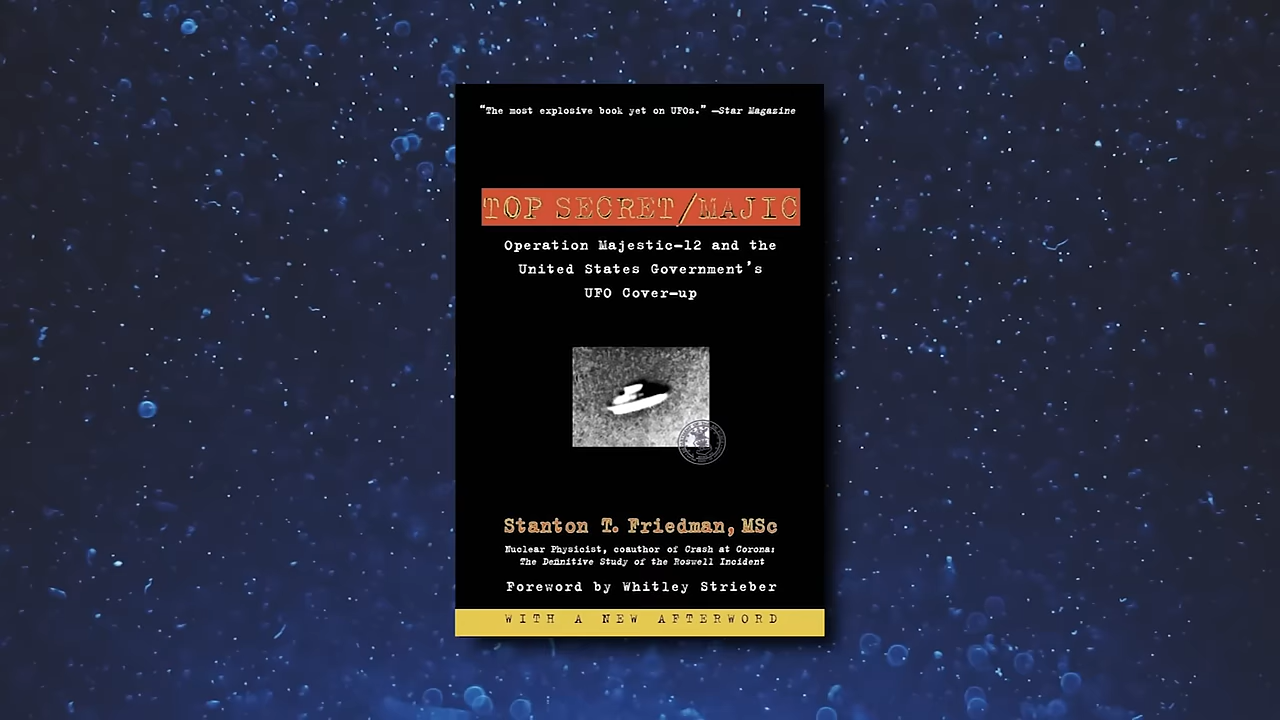 “The most explosive book yet on UFOs.” —Star Magazine
TOP SECRET/MAJIC
Operation Majestic-12 and the
United States Government’s
UFO Cover-up
Stanton T. Friedman, MSc
Nuclear Physicist, coauthor of Crash at Corona:
The Definitive Study of the Roswell Incident
Foreword by Whitley Strieber
WITH A NEW AFTERWORD